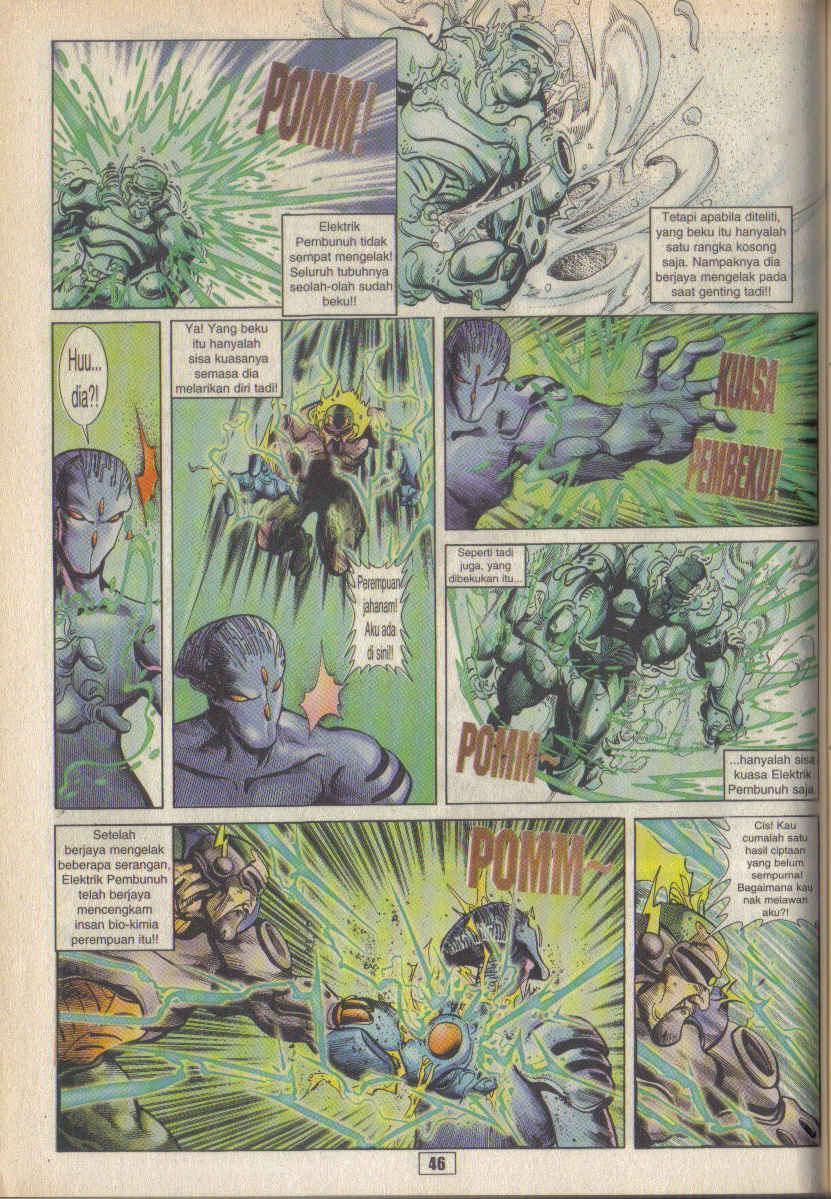 POMM!
Elektrik
Pembunuh tidak
sempat mengelak!
Seluruh tubuhnya
seolah-olah sudah
beku!!
Tetapi apabila diteliti,
yang beku itu hanyalah
satu rangka kosong
saja. Nampaknya dia
berjaya mengelak pada
saat genting tadi!!
Huu...
dia?!
Ya! Yang beku
itu hanyalah
sisa kuasanya
semasa dia
melarikan diri tadi!
Perempuan
jahanam!
Aku ada
di sini!!
KUASA
PEMBEKU!
Seperti tadi
juga, yang
dibekukan itu...
POMM~
...hanyalah sisa
kuasa Elektrik
Pembunuh saja.
Setelah
berjaya mengelak
beberapa serangan,
Elektrik Pembunuh
telah berjaya
mencengkam
insan bio-kimia
perempuan itu!!
POMM~
Cis! Kau
cumalah satu
hasil ciptaan
yang belum
sempurna!
Bagaimana kau
nak melawan
aku?!
46